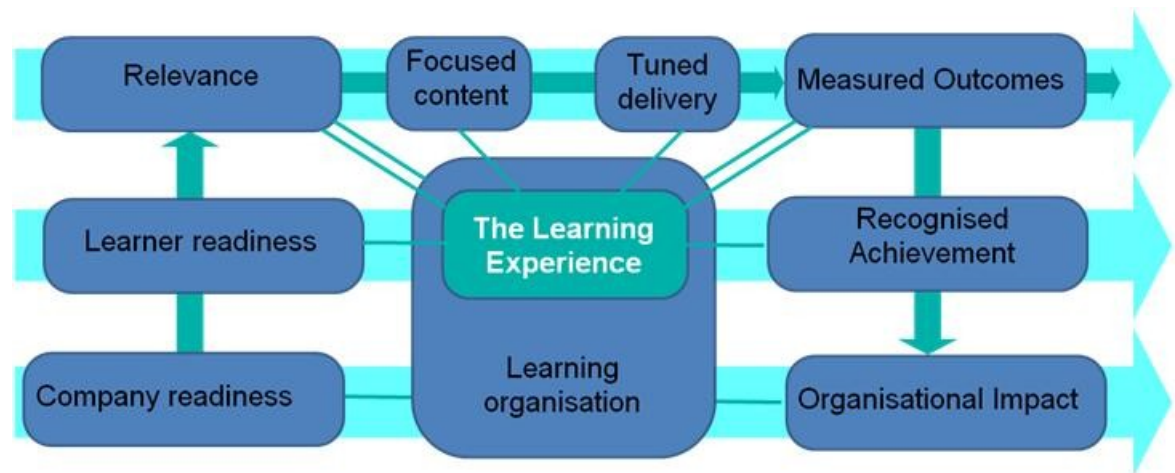 Relevance
Focused
content
Tuned
delivery
Measured Outcomes
Learner readiness
The Learning
Experience
Recognised
Achievement
Company readiness
Learning
organisation
Organisational Impact